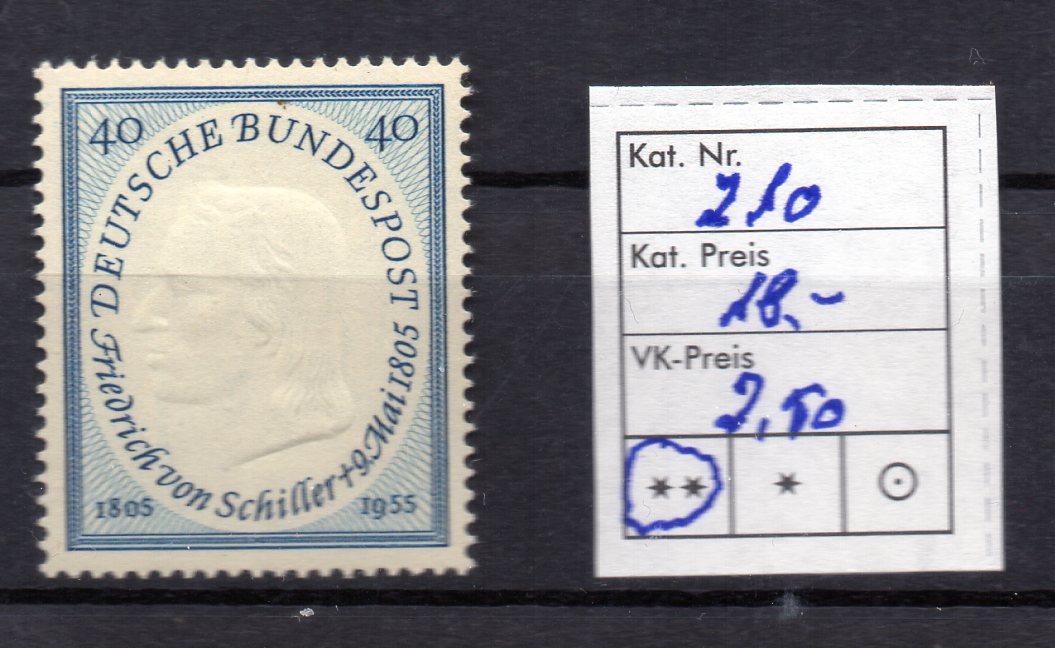 40 40
DEUTSCHE BUNDESPOST
Friedrich von Schiller † 9. Mai 1805
1805 1955
Kat. Nr.
210
Kat. Preis
18.-
VK-Preis
2,50